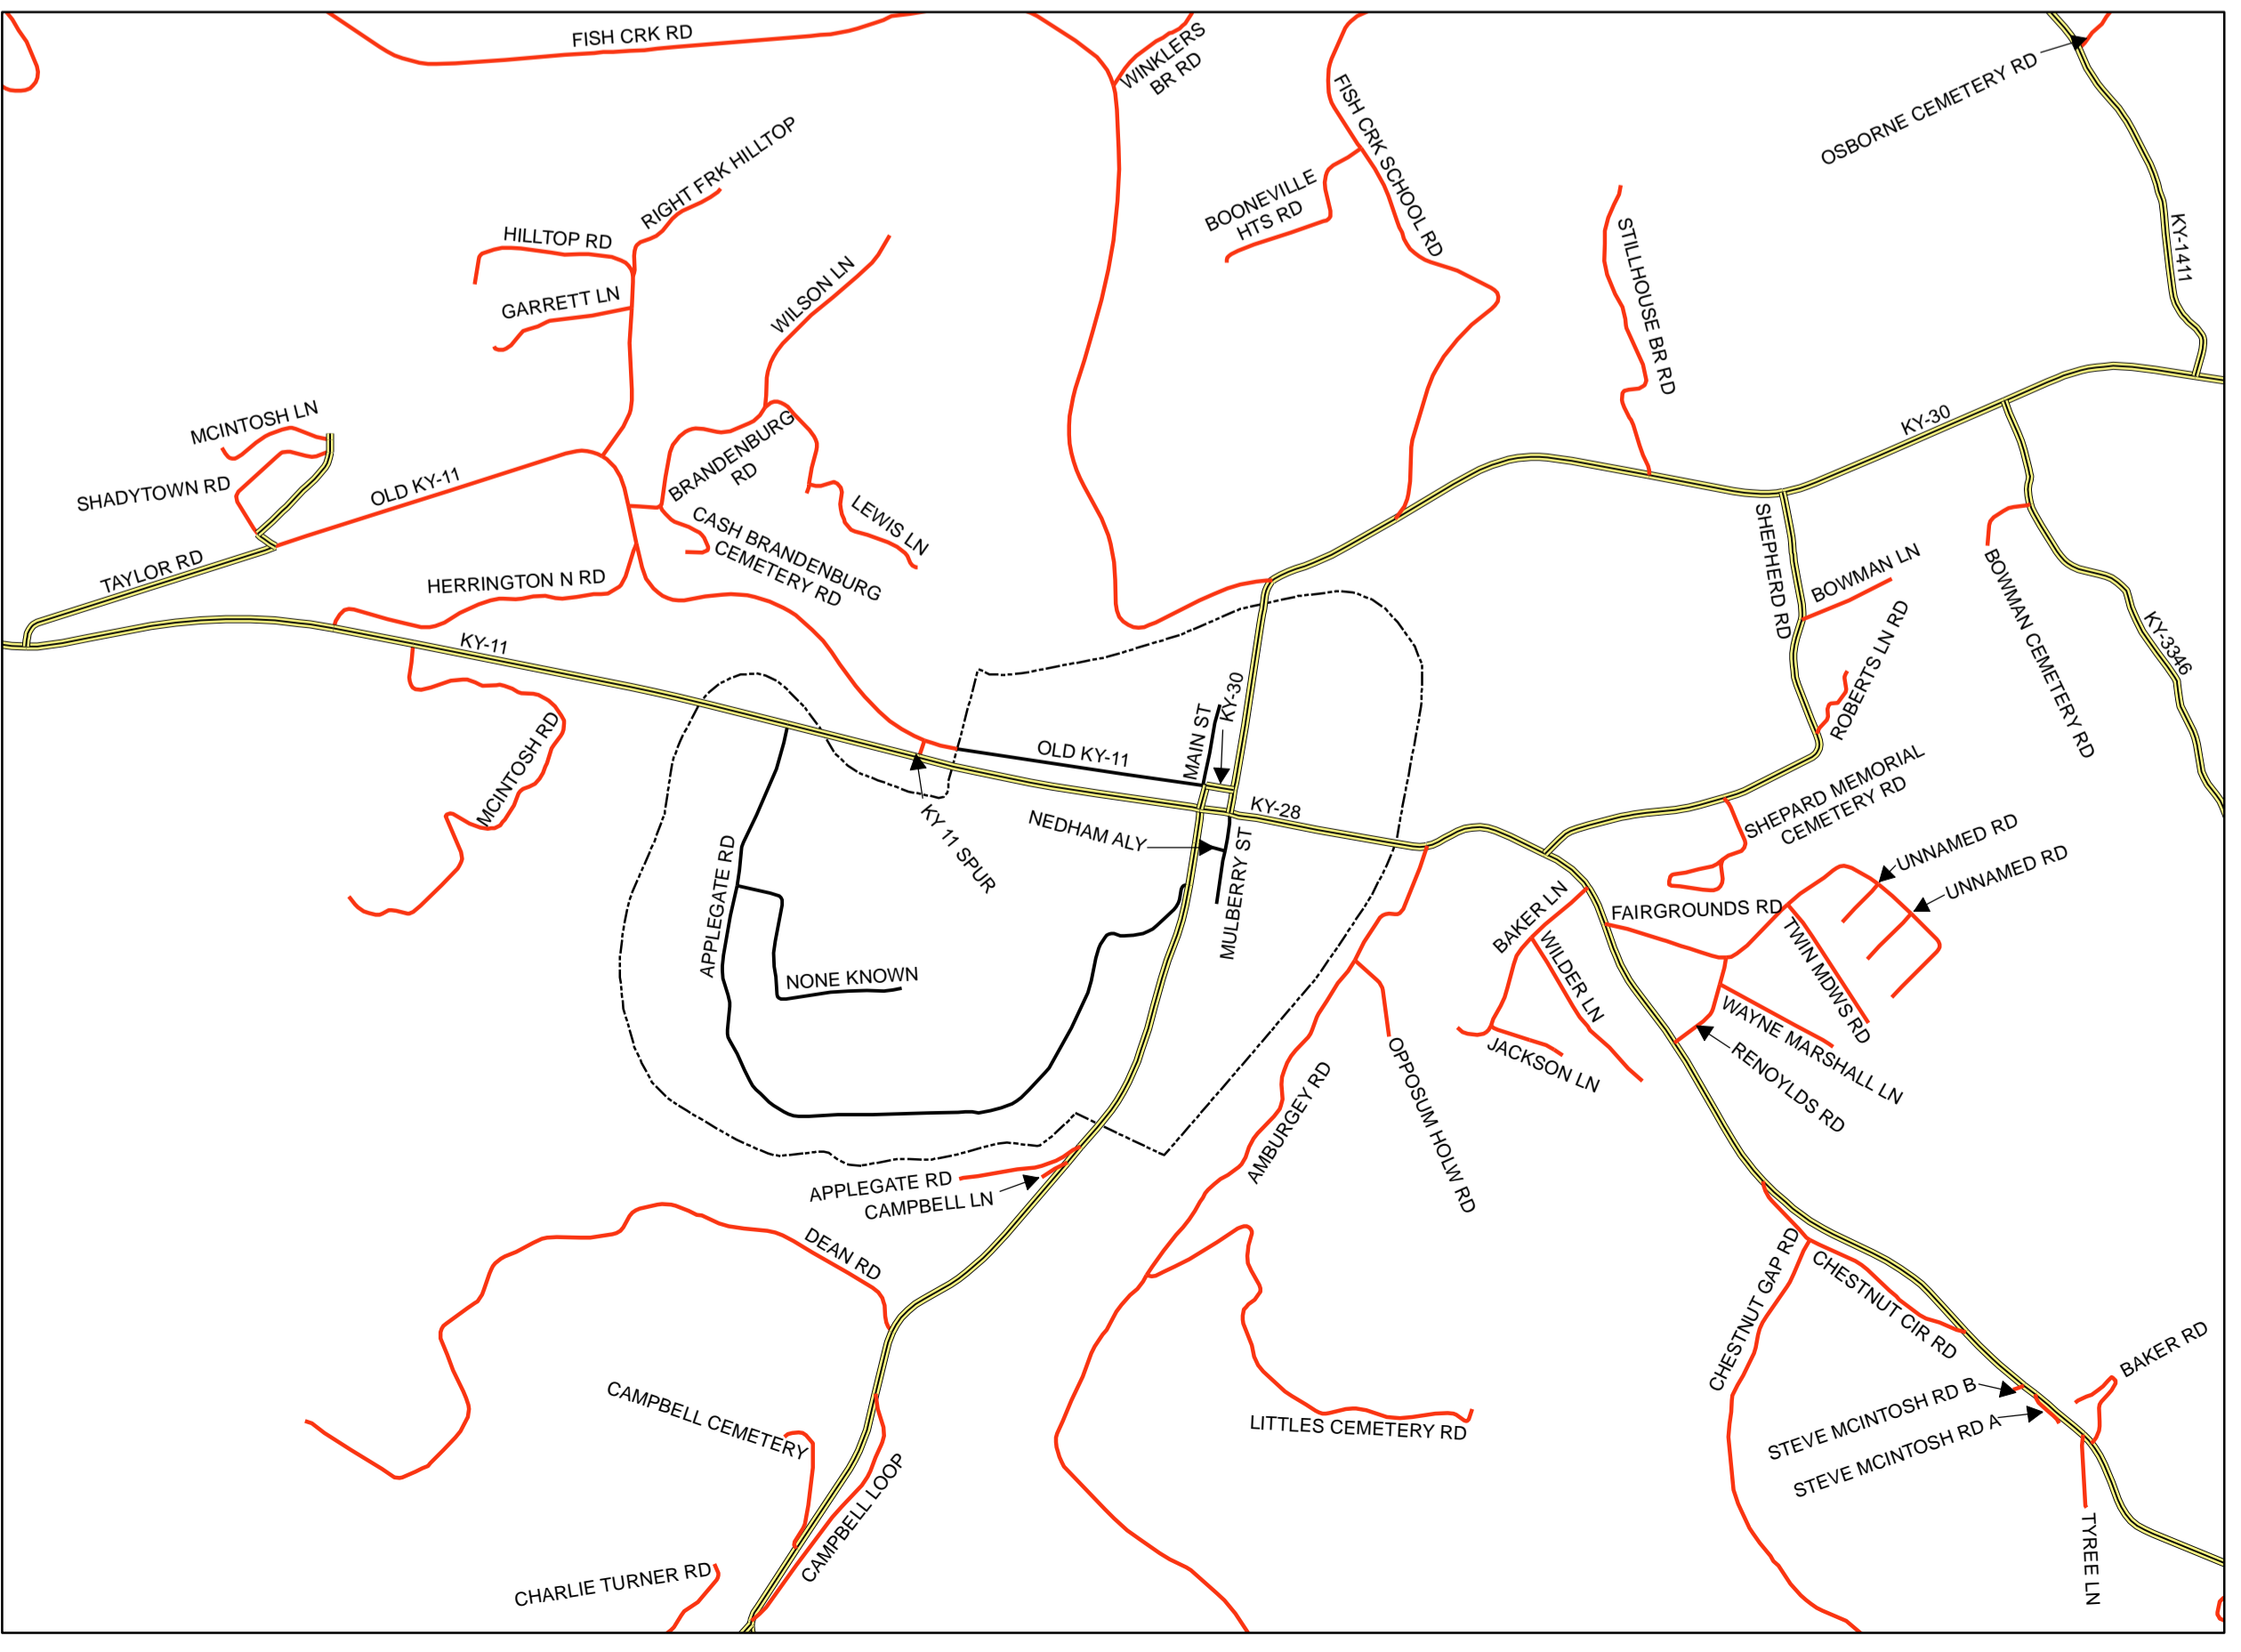 FISH CRK RD
WINKLERS
BR RD
OSBORNE CEMETERY RD
FISH CRK SCHOOL RD
RIGHT FRK HILLTOP
BOONEVILLE
HTS RD
HILLTOP RD
STILLHOUSE BR RD
KY-1411
GARRETT LN
WILSON LN
MCINTOSH LN
BRANDENBURG
RD
KY-30
SHADYTOWN RD
OLD KY-11
LEWIS LN
CASH BRANDENBURG
CEMETERY RD
SHEPHERD RD
BOWMAN LN
BOWMAN CEMETERY RD
TAYLOR RD
HERRINGTON N RD
KY-11
ROBERTS LN RD
KY-3346
MCINTOSH RD
MAIN ST
KY-30
OLD KY-11
KY-28
KY 11 SPUR
NEDHAM ALY
MULBERRY ST
SHEPARD MEMORIAL
CEMETERY RD
UNNAMED RD
UNNAMED RD
APPLEGATE RD
BAKER LN
FAIRGROUNDS RD
TWIN MDWS RD
WILDER LN
NONE KNOWN
WAYNE MARSHALL LN
JACKSON LN
RENOYLDS RD
OPPOSUM HOLW RD
AMBURGEY RD
APPLEGATE RD
CAMPBELL LN
DEAN RD
CHESTNUT GAP RD
CHESTNUT CIR RD
BAKER RD
CAMPBELL CEMETERY
LITTLES CEMETERY RD
STEVE MCINTOSH RD B
STEVE MCINTOSH RD A
CAMPBELL LOOP
CHARLIE TURNER RD
TYREE LN